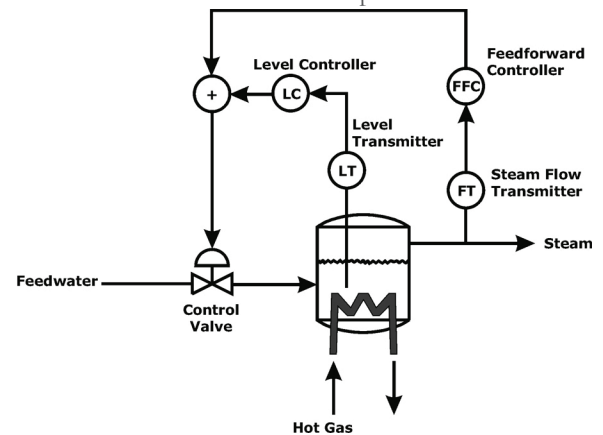 Feedforward
Controller
FFC
Level Controller
+
LC
Level
Transmitter
LT
Steam Flow
Transmitter
FT
Steam
Feedwater
Control
Valve
Hot Gas